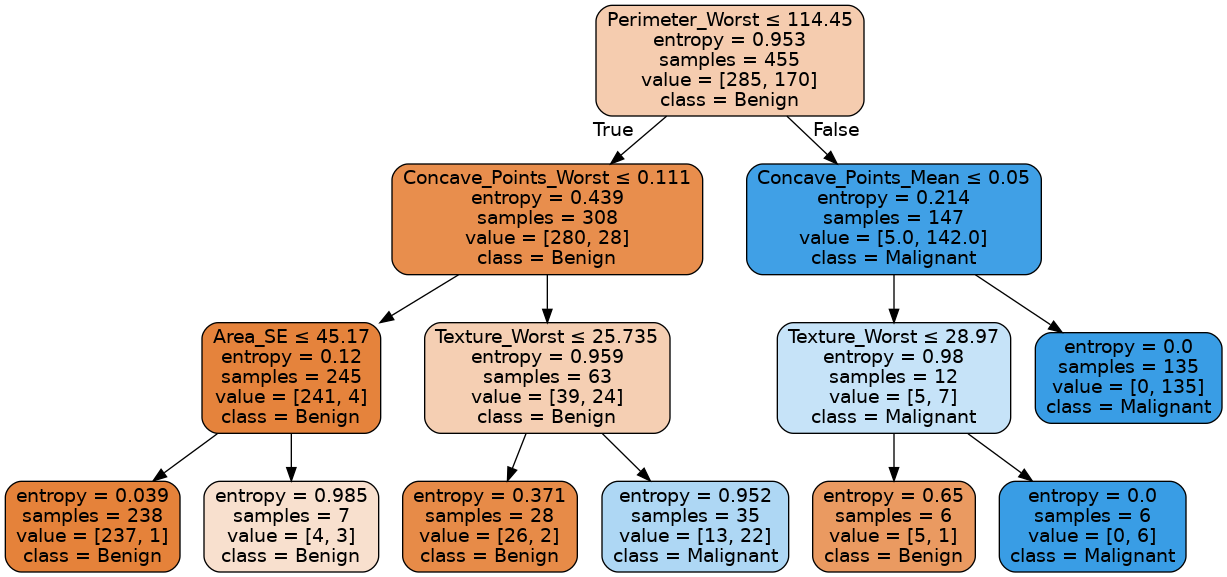 Perimeter_Worst ≤ 114.45
entropy = 0.953
samples = 455
value = [285, 170]
class = Benign
True
False
Concave_Points_Worst ≤ 0.111
entropy = 0.439
samples = 308
value = [280, 28]
class = Benign
Concave_Points_Mean ≤ 0.05
entropy = 0.214
samples = 147
value = [5.0, 142.0]
class = Malignant
Area_SE ≤ 45.17
entropy = 0.12
samples = 245
value = [241, 4]
class = Benign
Texture_Worst ≤ 25.735
entropy = 0.959
samples = 63
value = [39, 24]
class = Benign
Texture_Worst ≤ 28.97
entropy = 0.98
samples = 12
value = [5, 7]
class = Malignant
entropy = 0.0
samples = 135
value = [0, 135]
class = Malignant
entropy = 0.039
samples = 238
value = [237, 1]
class = Benign
entropy = 0.985
samples = 7
value = [4, 3]
class = Benign
entropy = 0.371
samples = 28
value = [26, 2]
class = Benign
entropy = 0.952
samples = 35
value = [13, 22]
class = Malignant
entropy = 0.65
samples = 6
value = [5, 1]
class = Benign
entropy = 0.0
samples = 6
value = [0, 6]
class = Malignant